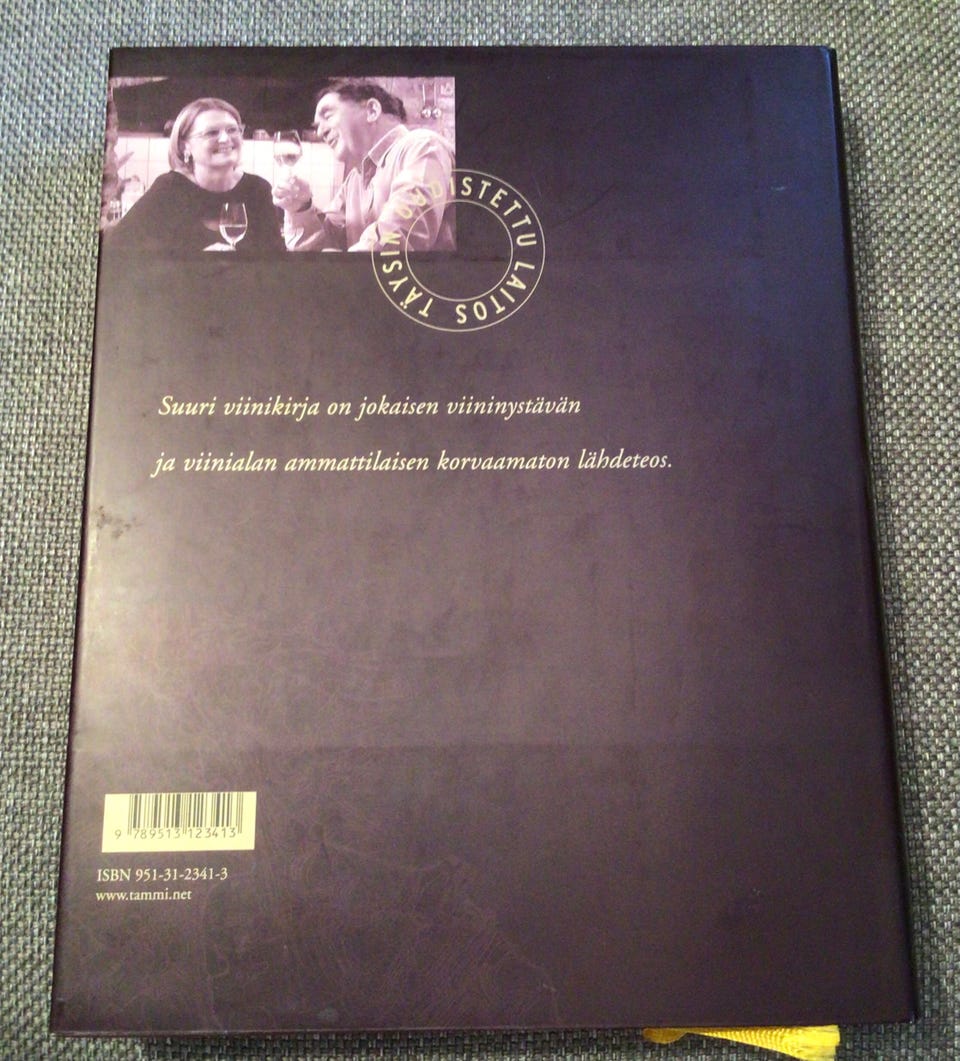 TÄYSIN UUDISTETTU LAITOS
Suuri viinikirja on jokaisen viininystävän
ja viinialan ammattilaisen korvaamaton lähdeteos.
9 789513 123413
ISBN 951-31-2341-3
www.tammi.net